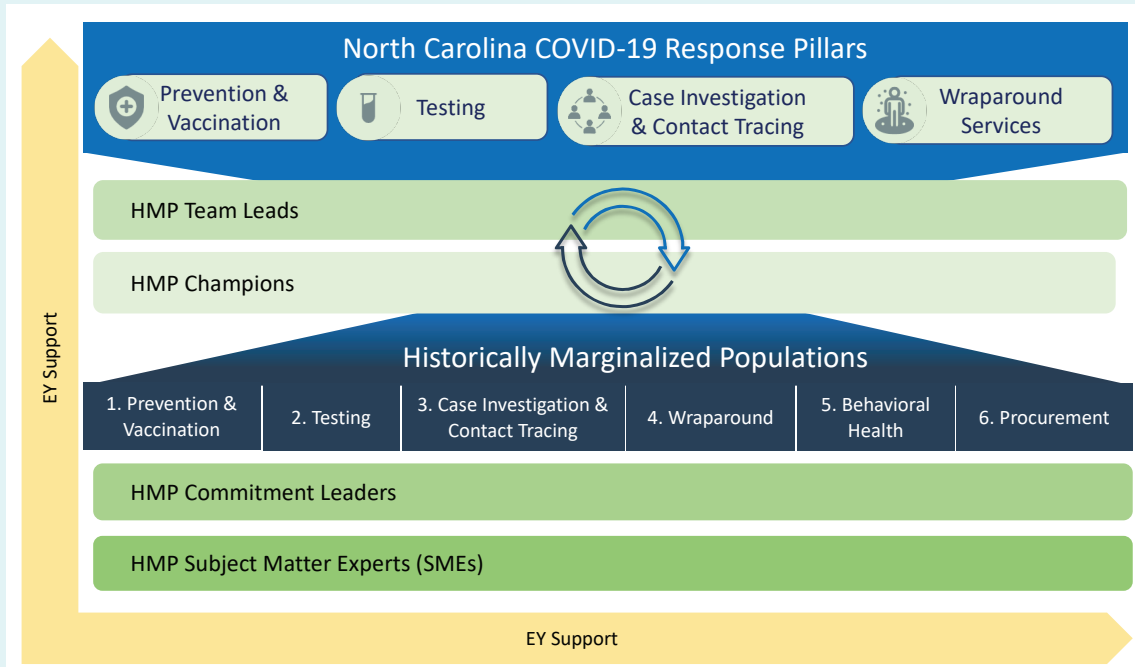 North Carolina COVID-19 Response Pillars
Prevention &
Vaccination
Testing
Case Investigation
& Contact Tracing
Wraparound
Services
HMP Team Leads
HMP Champions
Historically Marginalized Populations
1. Prevention &
Vaccination
2. Testing
3. Case Investigation &
Contact Tracing
4. Wraparound
5. Behavioral
Health
6. Procurement
HMP Commitment Leaders
HMP Subject Matter Experts (SMEs)
EY Support
EY Support